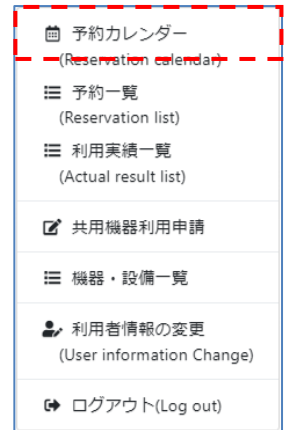 予約カレンダー
(Reservation calendar)
予約一覧
(Reservation list)
利用実績一覧
(Actual result list)
共用機器利用申請
機器・設備一覧
利用者情報の変更
(User information Change)
ログアウト(Log out)